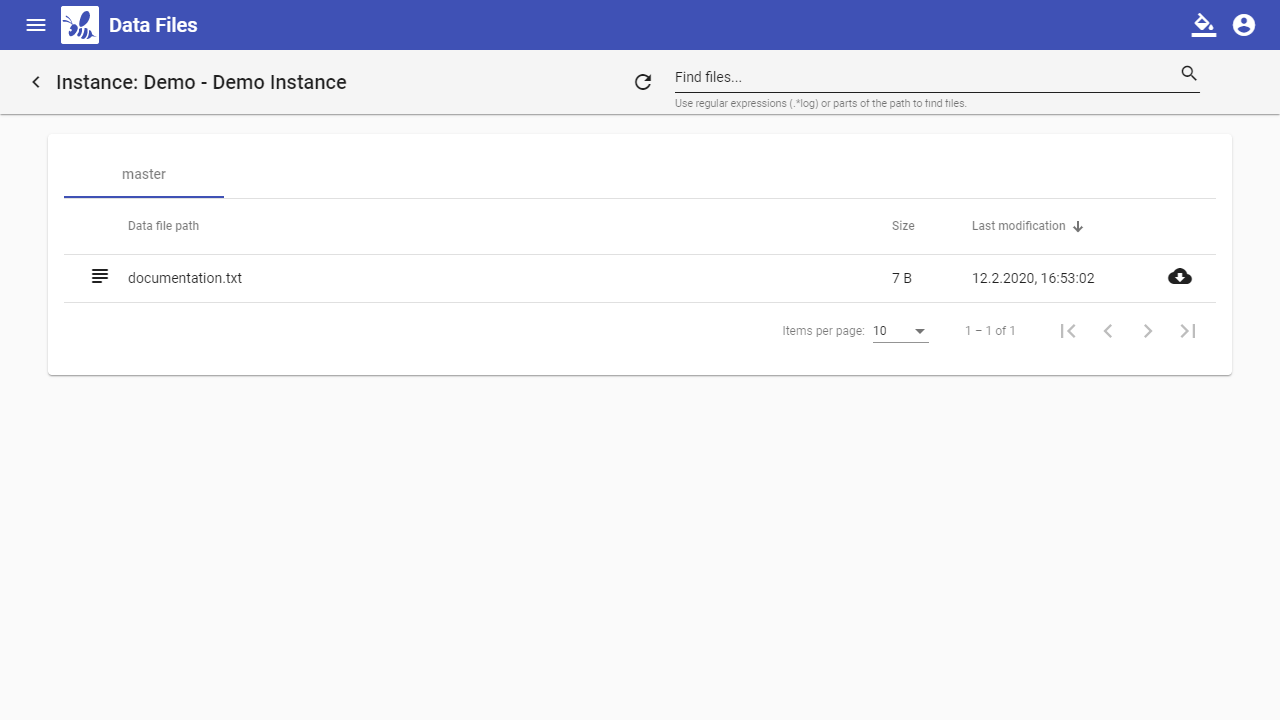 Data Files
Instance: Demo - Demo Instance
Find files...
Use regular expressions (.*log) or parts of the path to find files.
master
Data file path Size Last modification
documentation.txt 7 B 12.2.2020, 16:53:02
Items per page: 10 1 – 1 of 1